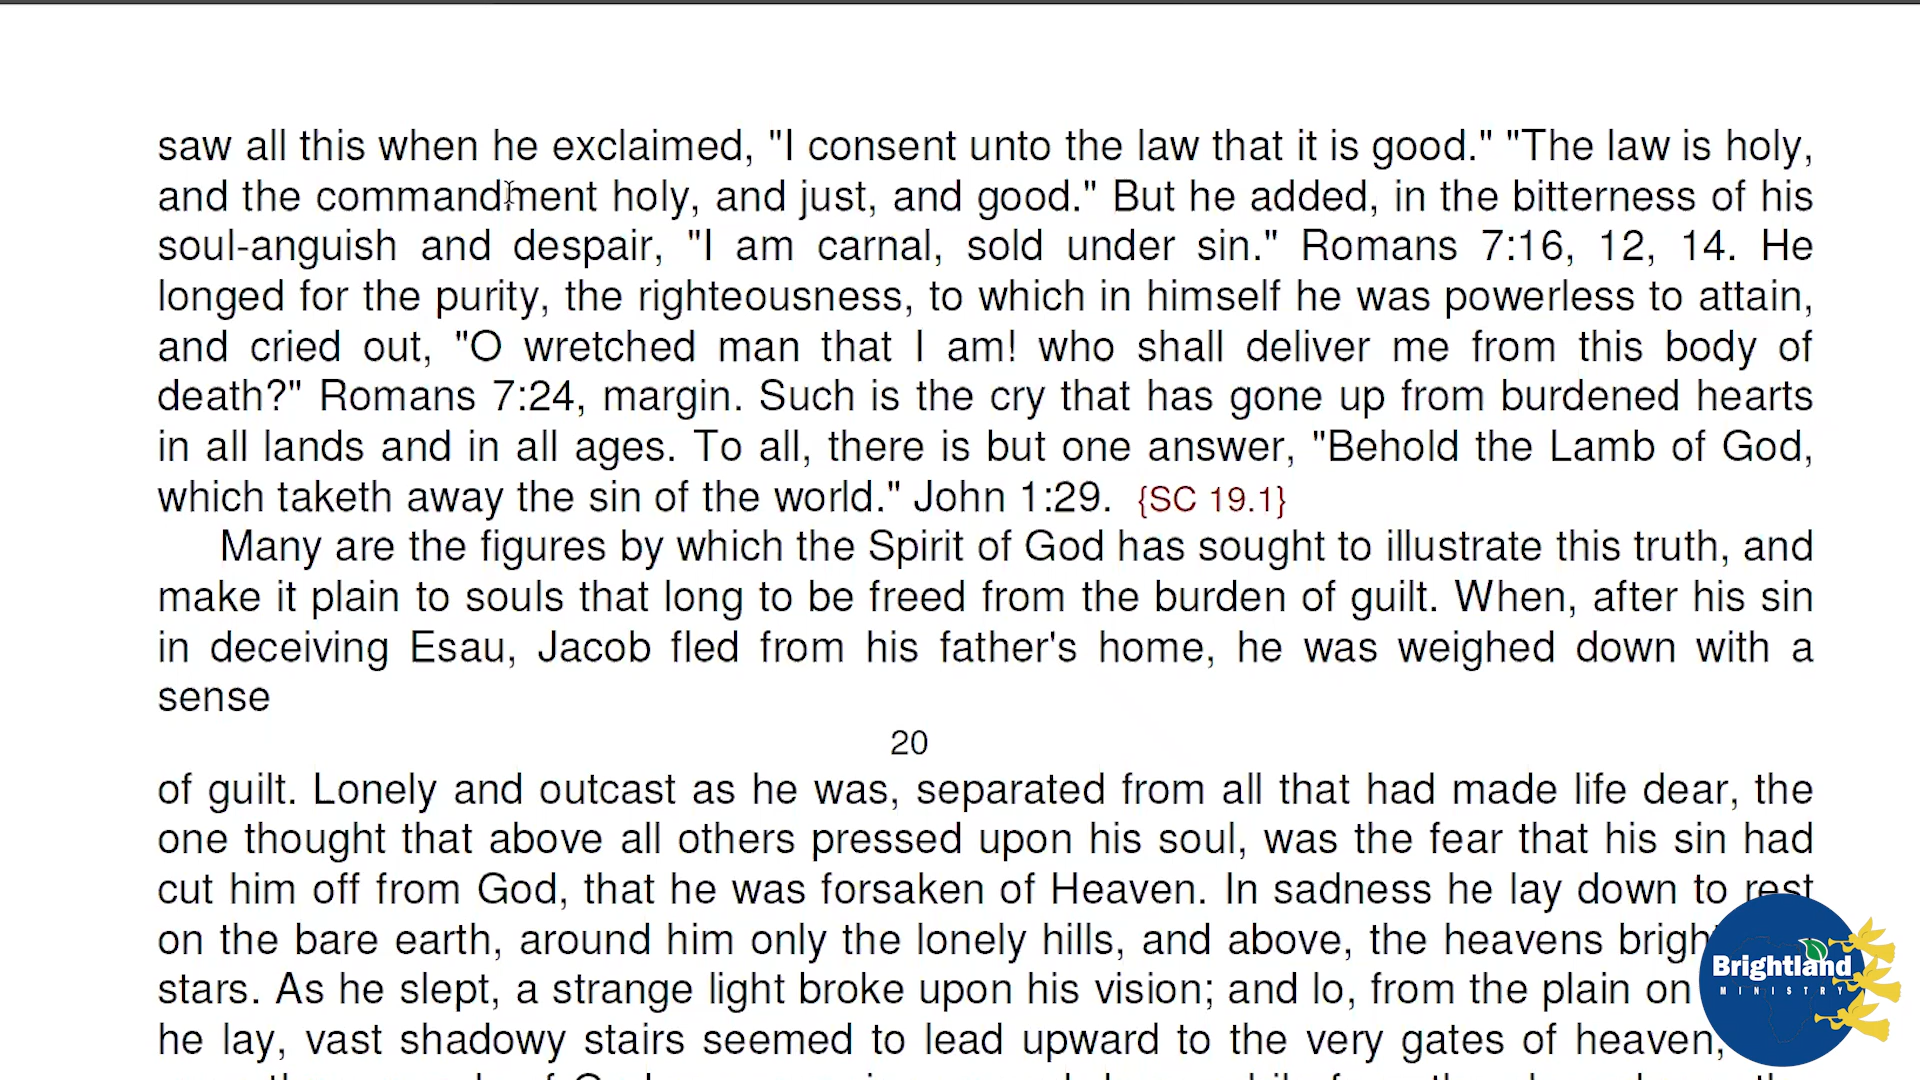 saw all this when he exclaimed, "I consent unto the law that it is good." "The law is holy,
and the commandment holy, and just, and good." But he added, in the bitterness of his
soul-anguish and despair, "I am carnal, sold under sin." Romans 7:16, 12, 14. He
longed for the purity, the righteousness, to which in himself he was powerless to attain,
and cried out, "O wretched man that I am! who shall deliver me from this body of
death?" Romans 7:24, margin. Such is the cry that has gone up from burdened hearts
in all lands and in all ages. To all, there is but one answer, "Behold the Lamb of God,
which taketh away the sin of the world." John 1:29. {SC 19.1}
Many are the figures by which the Spirit of God has sought to illustrate this truth, and
make it plain to souls that long to be freed from the burden of guilt. When, after his sin
in deceiving Esau, Jacob fled from his father's home, he was weighed down with a
sense
20
of guilt. Lonely and outcast as he was, separated from all that had made life dear, the
one thought that above all others pressed upon his soul, was the fear that his sin had
cut him off from God, that he was forsaken of Heaven. In sadness he lay down to rest
on the bare earth, around him only the lonely hills, and above, the heavens bright
stars. As he slept, a strange light broke upon his vision; and lo, from the plain on
he lay, vast shadowy stairs seemed to lead upward to the very gates of heaven,
Brightland
MINISTRY